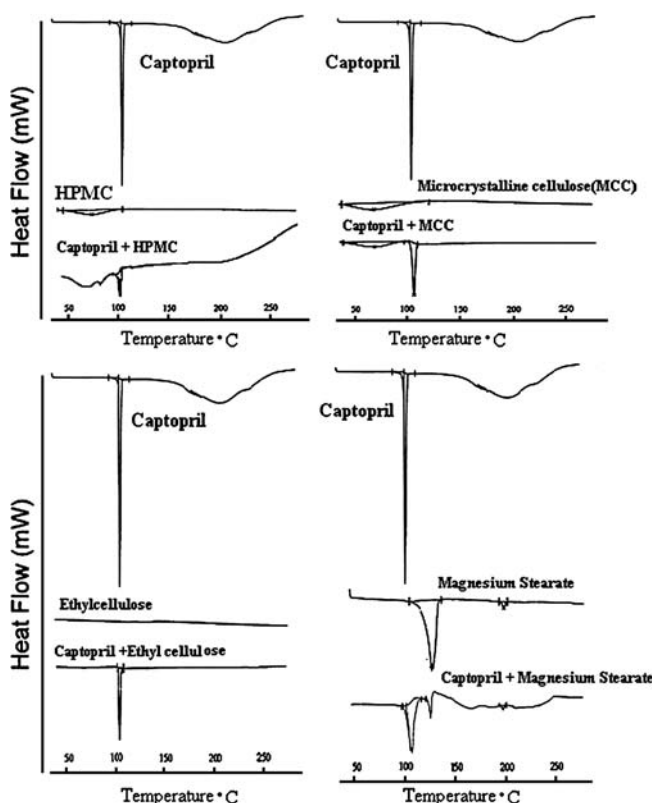 Heat Flow (mW)
Captopril
HPMC
Captopril + HPMC
50 100 150 200 250
Temperature • C
Captopril
Microcrystalline cellulose(MCC)
Captopril + MCC
50 100 150 200 250
Temperature • C
Heat Flow (mW)
Captopril
Ethylcellulose
Captopril +Ethyl cellulose
50 100 150 200 250
Temperature • C
Captopril
Magnesium Stearate
Captopril + Magnesium Stearate
50 100 150 200 250
Temperature • C